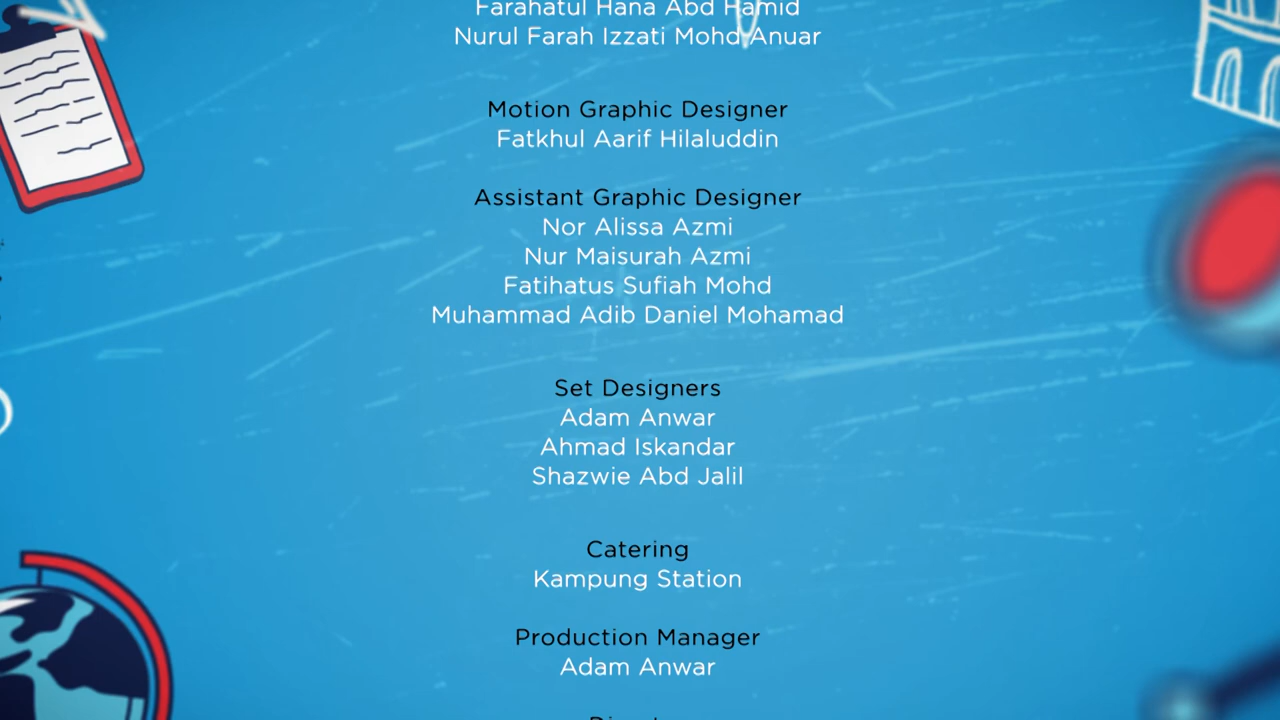 Farahatul Hana Abd Hamid
Nurul Farah Izzati Mohd Anuar
Motion Graphic Designer
Fatkhul Aarif Hilaluddin
Assistant Graphic Designer
Nor Alissa Azmi
Nur Maisurah Azmi
Fatihatus Sufiah Mohd
Muhammad Adib Daniel Mohamad
Set Designers
Adam Anwar
Ahmad Iskandar
Shazwie Abd Jalil
Catering
Kampung Station
Production Manager
Adam Anwar